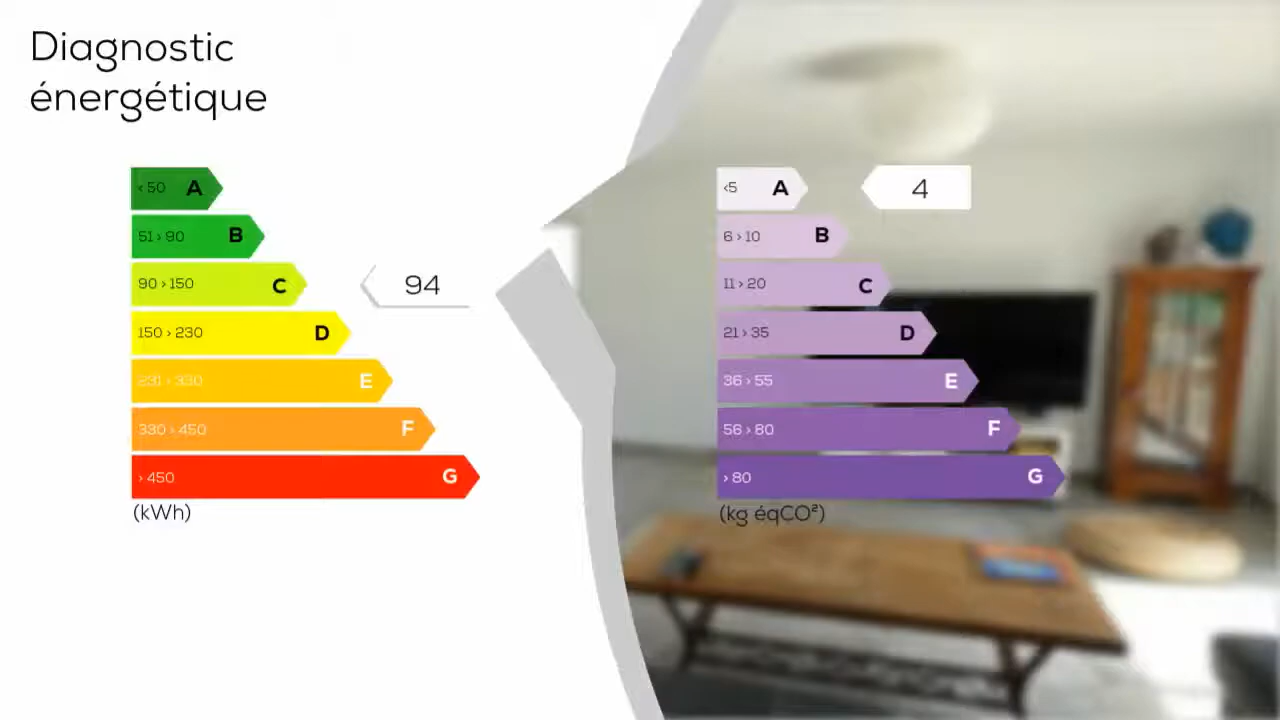 Diagnostic
énergétique
< 50 A
51 > 90 B
90 > 150 C
94
150 > 230 D
231 > 330 E
330 > 450 F
> 450 G
(kWh)
<5 A
4
6 > 10 B
11 > 20 C
21 > 35 D
36 > 55 E
56 > 80 F
> 80 G
(kg éqCO²)